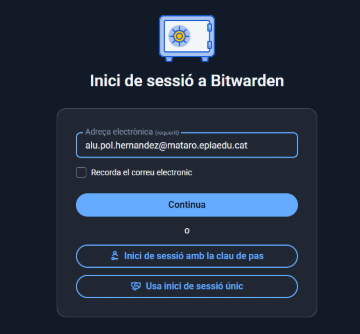 Inici de sessió a Bitwarden
Adreça electrònica (requerit)
alu.pol.hernandez@mataro.epiaedu.cat
Recorda el correu electronic
Continua
o
Inici de sessió amb la clau de pas
Usa inici de sessió únic